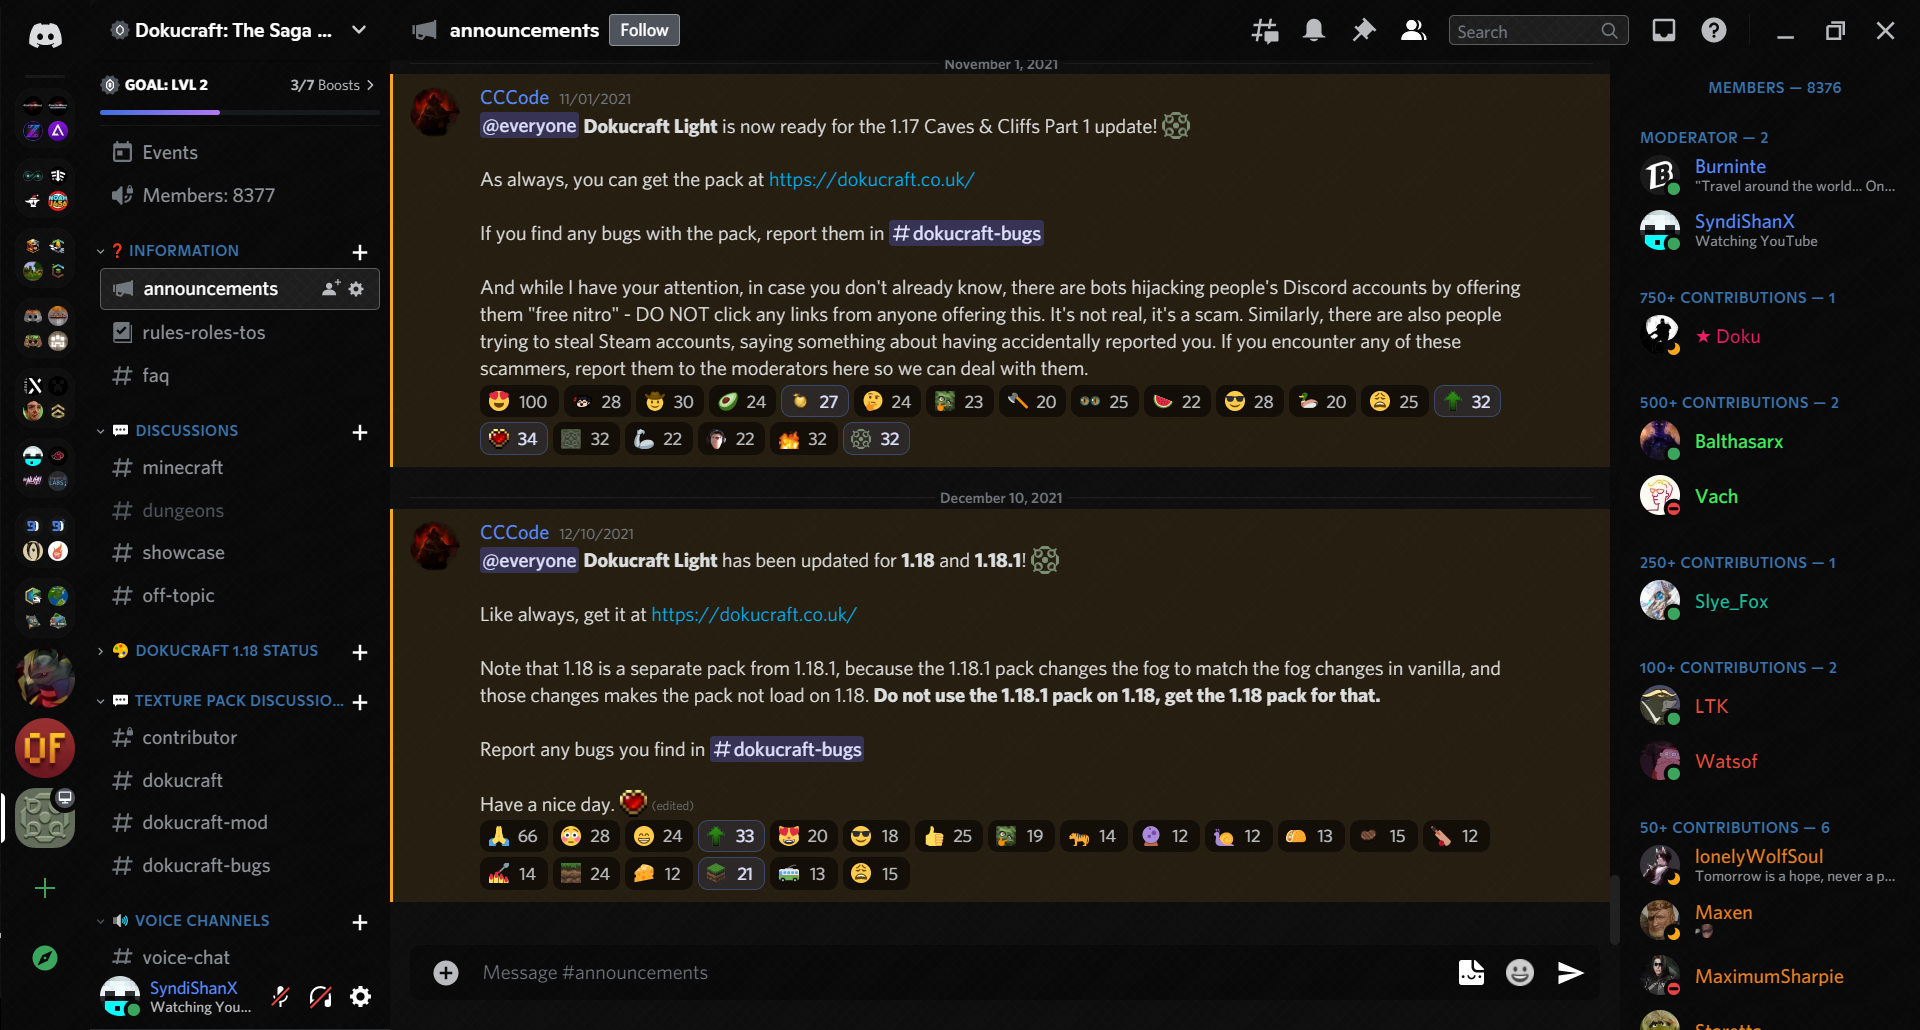 Dokucraft: The Saga ...
GOAL: LVL 2
3/7 Boosts
Events
Members: 8377
INFORMATION
announcements
rules-roles-tos
faq
DISCUSSIONS
minecraft
dungeons
showcase
off-topic
DOKUCRAFT 1.18 STATUS
TEXTURE PACK DISCUSSIO...
contributor
dokucraft
dokucraft-mod
dokucraft-bugs
VOICE CHANNELS
voice-chat
SyndiShanX
Watching You...
OF
announcements
Follow
Search
November 1, 2021
CCCode 11/01/2021
@everyone Dokucraft Light is now ready for the 1.17 Caves & Cliffs Part 1 update!
As always, you can get the pack at https://dokucraft.co.uk/
If you find any bugs with the pack, report them in #dokucraft-bugs
And while I have your attention, in case you don't already know, there are bots hijacking people's Discord accounts by offering
them "free nitro" - DO NOT click any links from anyone offering this. It's not real, it's a scam. Similarly, there are also people
trying to steal Steam accounts, saying something about having accidentally reported you. If you encounter any of these
scammers, report them to the moderators here so we can deal with them.
100 28 30 24 27 24 23 20 25 22 28 20 25 32
34 32 22 22 32 32
December 10, 2021
CCCode 12/10/2021
@everyone Dokucraft Light has been updated for 1.18 and 1.18.1!
Like always, get it at https://dokucraft.co.uk/
Note that 1.18 is a separate pack from 1.18.1, because the 1.18.1 pack changes the fog to match the fog changes in vanilla, and
those changes makes the pack not load on 1.18. Do not use the 1.18.1 pack on 1.18, get the 1.18 pack for that.
Report any bugs you find in #dokucraft-bugs
Have a nice day. (edited)
66 28 24 33 20 18 25 19 14 12 12 13 15 12
14 24 12 21 13 15
Message #announcements
MEMBERS — 8376
MODERATOR — 2
Burninte
"Travel around the world... On...
SyndiShanX
Watching YouTube
750+ CONTRIBUTIONS — 1
Doku
500+ CONTRIBUTIONS — 2
Balthasarx
Vach
250+ CONTRIBUTIONS — 1
Slye_Fox
100+ CONTRIBUTIONS — 2
LTK
Watsof
50+ CONTRIBUTIONS — 6
lonelyWolfSoul
Tomorrow is a hope, never a p...
Maxen
MaximumSharpie